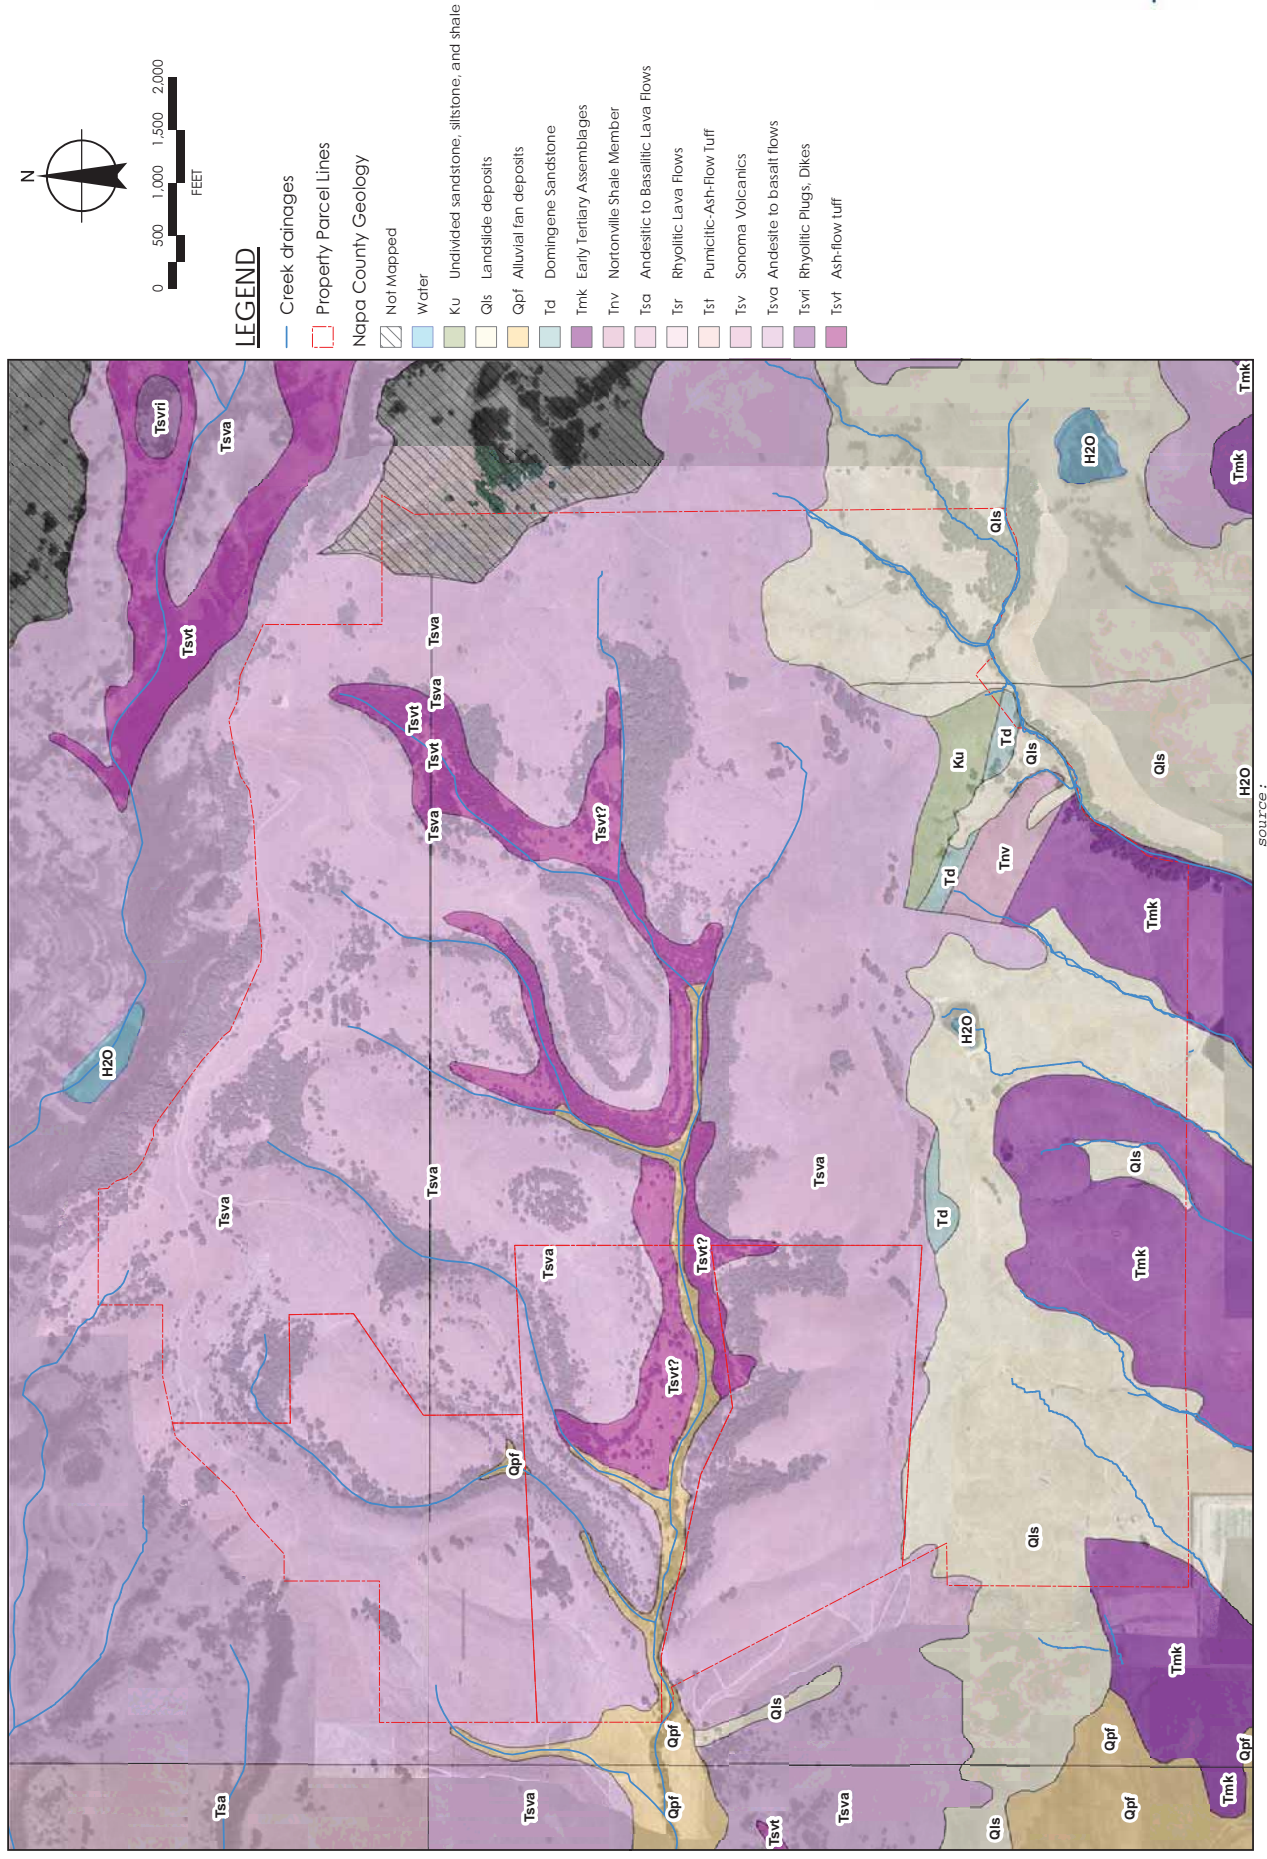 N
0 500 1,000 1,500 2,000
FEET
LEGEND
Creek drainages
Property Parcel Lines
Napa County Geology
Not Mapped
Water
Ku Undivided sandstone, siltstone, and shale
Qls Landslide deposits
Qpf Alluvial fan deposits
Td Domingene Sandstone
Tmk Early Tertiary Assemblages
Tnv Nortonville Shale Member
Tsa Andesitic to Basalitic Lava Flows
Tsr Rhyolitic Lava Flows
Tst Pumicitic-Ash-Flow Tuff
Tsv Sonoma Volcanics
Tsva Andesite to basalt flows
Tsvri Rhyolitic Plugs, Dikes
Tsvt Ash-flow tuff
Tsvri
Tsva
Tsvt
H2O
Tsva
Tsa
Tsva
Tsva
Tsvt
Tsvt
Tsva
Tsva
Tsvt?
Tsva
Qpf
Tsva
Tsvt?
Tsvt?
Qpf
Qpf
Tsva
Qls
Tsvt
Tsva
Tmk
Tmk
H2O
Qls
Ku
Td
Qls
Qls
H2O
Td
Tnv
Tmk
H2O
Td
Qls
Tmk
Qls
Tmk
Qpf
Qpf
Tmk
Qpf
Qls
source: